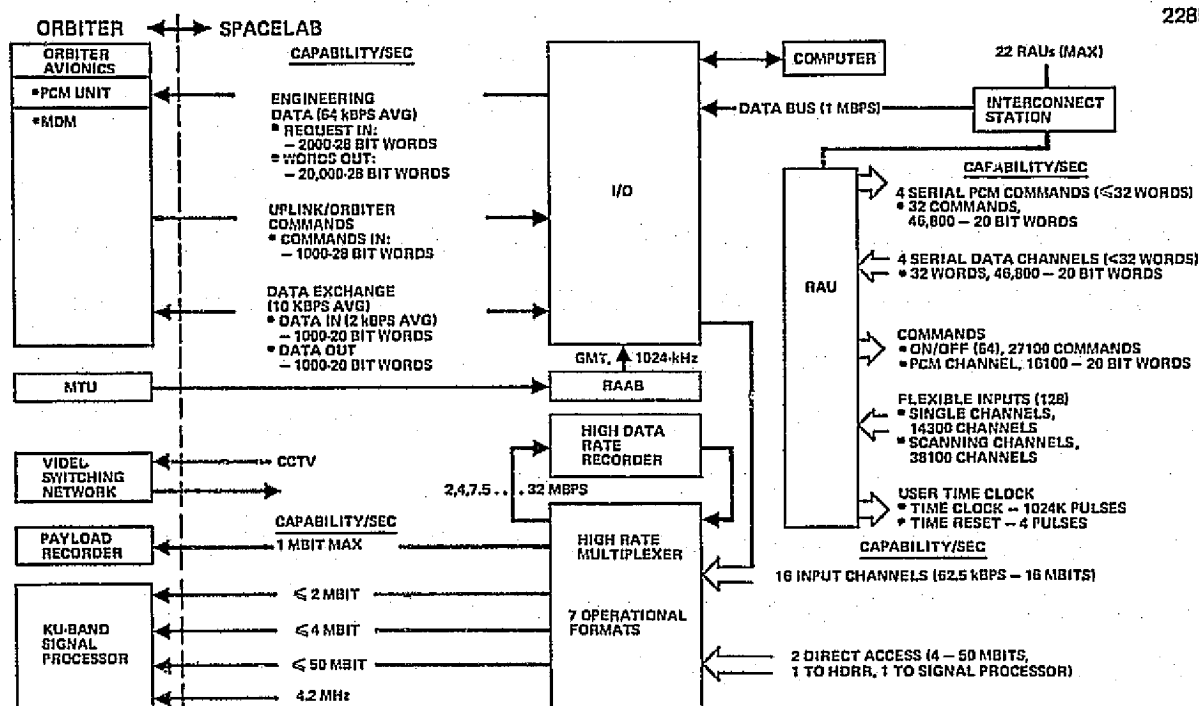 228
ORBITER
SPACELAB
ORBITER
AVIONICS
•PCM UNIT
•MDM
CAPABILITY/SEC
ENGINEERING
DATA (64 kBPS AVG)
• REQUEST IN:
– 2000-28 BIT WORDS
• WORDS OUT:
– 20,000-28 BIT WORDS
UPLINK/ORBITER
COMMANDS
• COMMANDS IN:
– 1000-28 BIT WORDS
DATA EXCHANGE
(10 KBPS AVG)
• DATA IN (2 kBPS AVG)
– 1000-20 BIT WORDS
• DATA OUT
– 1000-20 BIT WORDS
I/O
COMPUTER
DATA BUS (1 MBPS)
22 RAUs (MAX)
INTERCONNECT
STATION
GMT, 1024-kHz
MTU
RAAB
RAU
CAPABILITY/SEC
4 SERIAL PCM COMMANDS (≤32 WORDS)
• 32 COMMANDS,
46,800 – 20 BIT WORDS
4 SERIAL DATA CHANNELS (≤32 WORDS)
• 32 WORDS, 46,800 – 20 BIT WORDS
COMMANDS
• ON/OFF (64), 27100 COMMANDS
• PCM CHANNEL, 16100 – 20 BIT WORDS
FLEXIBLE INPUTS (128)
• SINGLE CHANNELS,
14300 CHANNELS
• SCANNING CHANNELS,
38100 CHANNELS
USER TIME CLOCK
• TIME CLOCK – 1024K PULSES
• TIME RESET – 4 PULSES
VIDEO
SWITCHING
NETWORK
CCTV
HIGH DATA
RATE
RECORDER
2,4,7.5 . . . 32 MBPS
PAYLOAD
RECORDER
CAPABILITY/SEC
1 MBIT MAX
HIGH RATE
MULTIPLEXER
7 OPERATIONAL
FORMATS
CAPABILITY/SEC
16 INPUT CHANNELS (62.5 kBPS – 16 MBITS)
2 DIRECT ACCESS (4 – 50 MBITS,
1 TO HDRR, 1 TO SIGNAL PROCESSOR)
KU-BAND
SIGNAL
PROCESSOR
≤ 2 MBIT
≤ 4 MBIT
≤ 50 MBIT
4.2 MHz